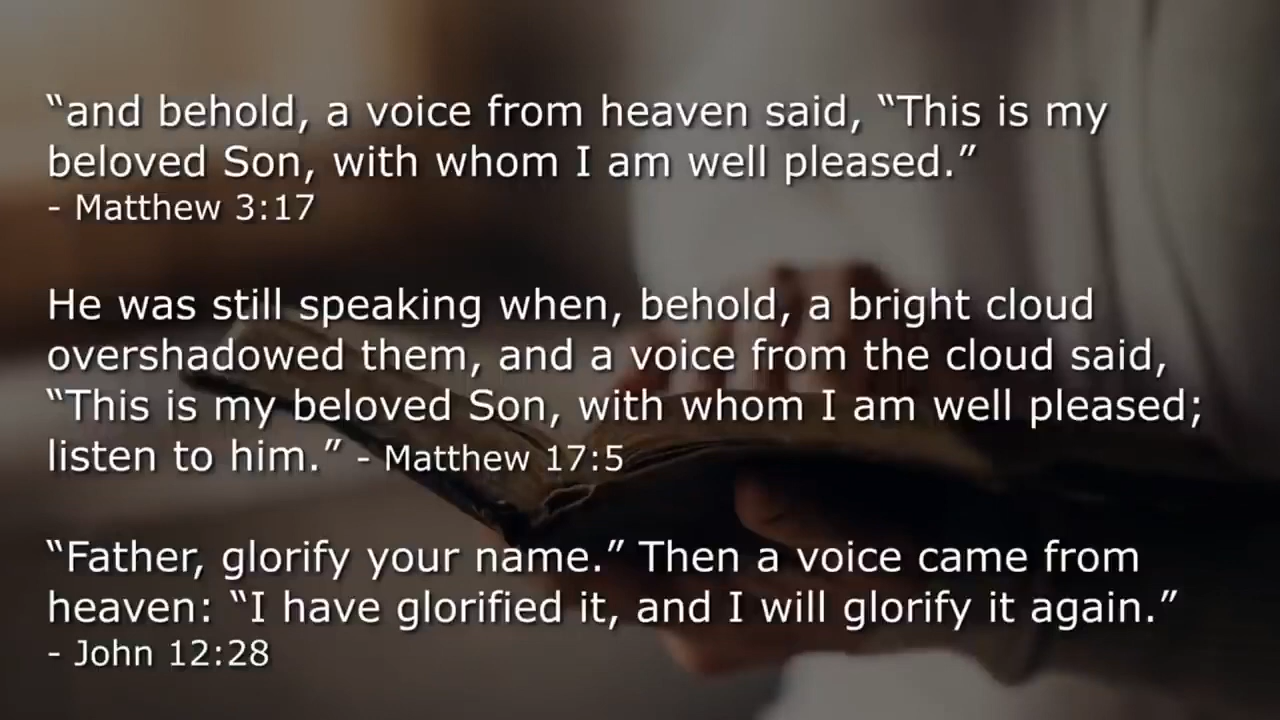 “and behold, a voice from heaven said, “This is my
beloved Son, with whom I am well pleased.”
- Matthew 3:17
He was still speaking when, behold, a bright cloud
overshadowed them, and a voice from the cloud said,
“This is my beloved Son, with whom I am well pleased;
listen to him.” - Matthew 17:5
“Father, glorify your name.” Then a voice came from
heaven: “I have glorified it, and I will glorify it again.”
- John 12:28